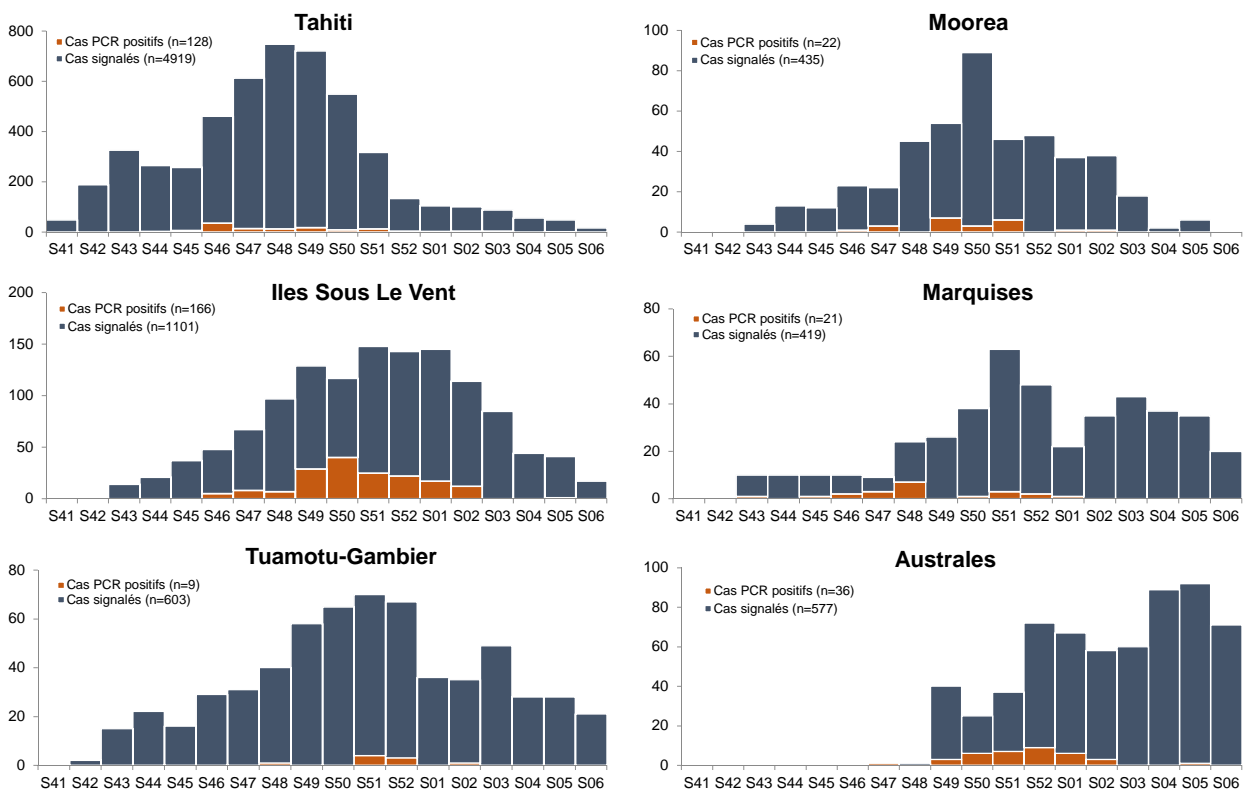 Tahiti
Cas PCR positifs (n=128)
Cas signalés (n=4919)
800
600
400
200
0
S41 S42 S43 S44 S45 S46 S47 S48 S49 S50 S51 S52 S01 S02 S03 S04 S05 S06
Moorea
Cas PCR positifs (n=22)
Cas signalés (n=435)
100
80
60
40
20
0
S41 S42 S43 S44 S45 S46 S47 S48 S49 S50 S51 S52 S01 S02 S03 S04 S05 S06
Iles Sous Le Vent
Cas PCR positifs (n=166)
Cas signalés (n=1101)
200
150
100
50
0
S41 S42 S43 S44 S45 S46 S47 S48 S49 S50 S51 S52 S01 S02 S03 S04 S05 S06
Marquises
Cas PCR positifs (n=21)
Cas signalés (n=419)
80
60
40
20
0
S41 S42 S43 S44 S45 S46 S47 S48 S49 S50 S51 S52 S01 S02 S03 S04 S05 S06
Tuamotu-Gambier
Cas PCR positifs (n=9)
Cas signalés (n=603)
80
60
40
20
0
S41 S42 S43 S44 S45 S46 S47 S48 S49 S50 S51 S52 S01 S02 S03 S04 S05 S06
Australes
Cas PCR positifs (n=36)
Cas signalés (n=577)
100
80
60
40
20
0
S41 S42 S43 S44 S45 S46 S47 S48 S49 S50 S51 S52 S01 S02 S03 S04 S05 S06